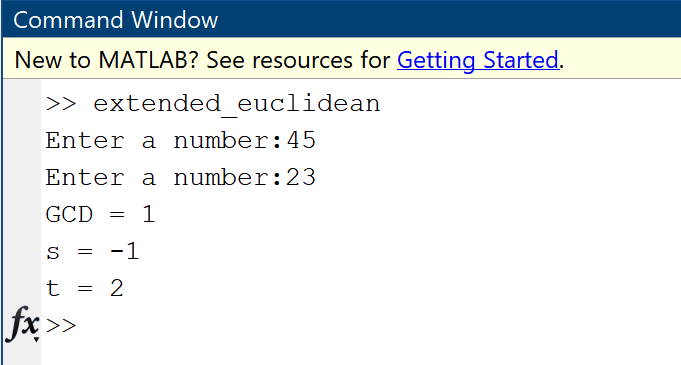 Command Window
New to MATLAB? See resources for Getting Started.
>> extended_euclidean
Enter a number:45
Enter a number:23
GCD = 1
s = -1
t = 2
fx >>